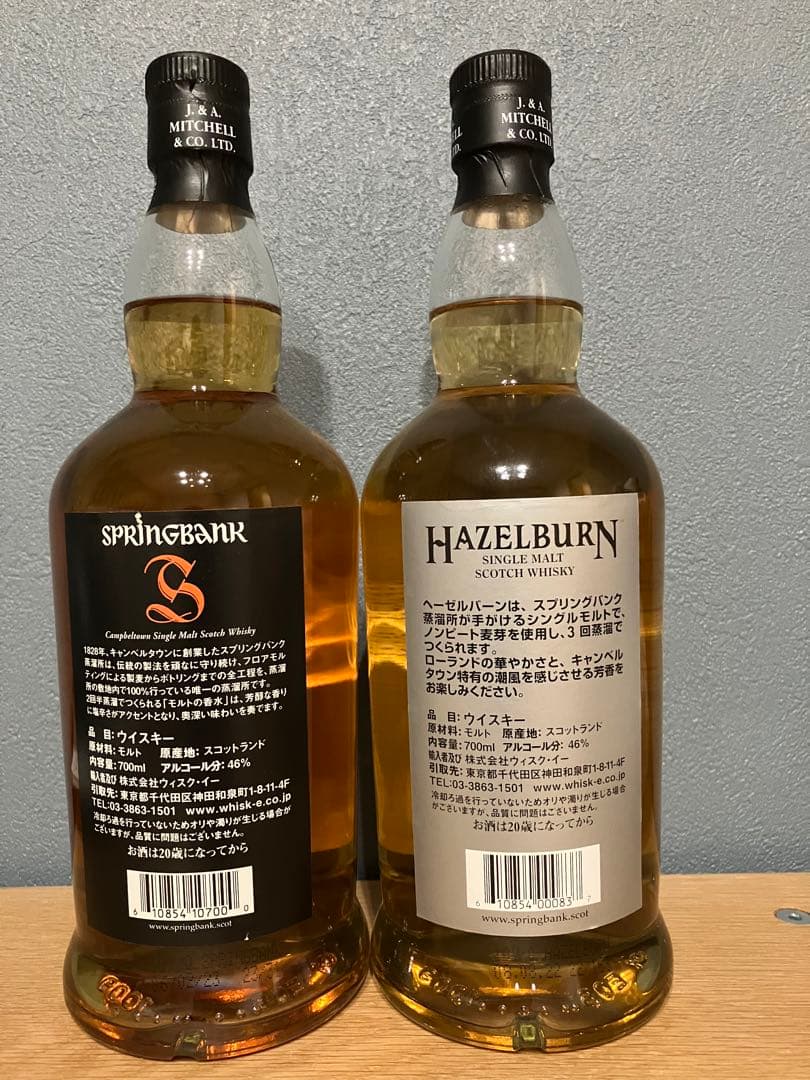 J. & A.
MITCHELL
& CO. LTD.
SPRINGBANK
S
Campbeltown Single Malt Scotch Whisky
1828年、キャンベルタウンに創業したスプリングバンク
蒸溜所は、伝統の製法を頑なに守り続け、フロアモル
ティングによる製麦からボトリングまでの全工程を、蒸溜
所の敷地内で100%行っている唯一の蒸溜所です。
2回半蒸溜でつくられる「モルトの香水」は、芳醇な香り
に塩辛さがアクセントとなり、奥深い味わいを奏でます。
品 目:ウイスキー
原材料:モルト 原産地:スコットランド
内容量:700ml アルコール分:46%
輸入者及び 株式会社ウィスク・イー
引取先:東京都千代田区神田和泉町1-8-11-4F
TEL:03-3863-1501 www.whisk-e.co.jp
冷却ろ過を行っていないためオリや濁りが生じる場合が
ございますが、品質に問題はございません。
お酒は20歳になってから
6 10854 10700 0
www.springbank.scot
ELL
TD.
J. & A.
MITCHELL
& CO. LTD.
HAZELBURN
SINGLE MALT
SCOTCH WHISKY
ヘーゼルバーンは、スプリングバンク
蒸溜所が手がけるシングルモルトで、
ノンピート麦芽を使用し、3回蒸溜で
つくられます。
ローランドの華やかさと、キャンベル
タウン特有の潮風を感じさせる芳香を
お楽しみください。
品 目:ウイスキー
原材料:モルト 原産地:スコットランド
内容量:700ml アルコール分:46%
輸入者及び 株式会社ウィスク・イー
引取先:東京都千代田区神田和泉町1-8-11-4F
TEL:03-3863-1501 www.whisk-e.co.jp
冷却ろ過を行っていないためオリや濁りが生じる場合
がございますが、品質に問題はございません。
お酒は20歳になってから
6 10854 00083 7
www.springbank.scot